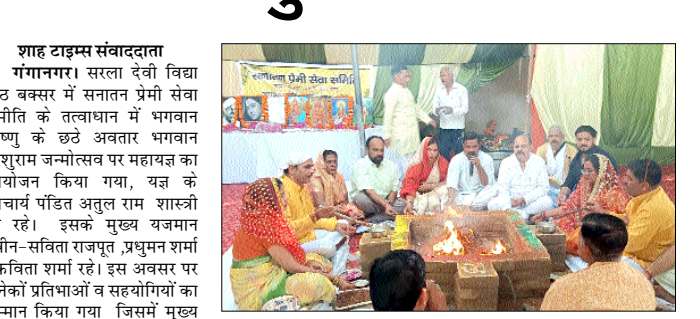 शाह टाइम्स संवाददाता
गंगानगर। सरला देवी विद्या
ठ बक्सर में सनातन प्रेमी सेवा
मीति के तत्वाधान में भगवान
ष्णु के छठे अवतार भगवान
शुराम जन्मोत्सव पर महायज्ञ का
योजन किया गया, यज्ञ के
चार्य पंडित अतुल राम शास्त्री
रहे। इसके मुख्य यजमान
ीन-सविता राजपूत ,प्रधुमन शर्मा
कविता शर्मा रहे। इस अवसर पर
नेकों प्रतिभाओं व सहयोगियों का
म्मान किया गया जिसमें मुख्य
सनातन प्रेमी सेवा समिति